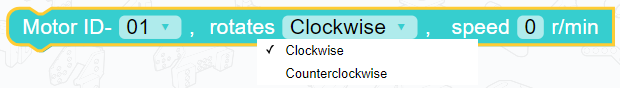 Motor ID- 01 , rotates Clockwise , speed 0 r/min
✓ Clockwise
Counterclockwise